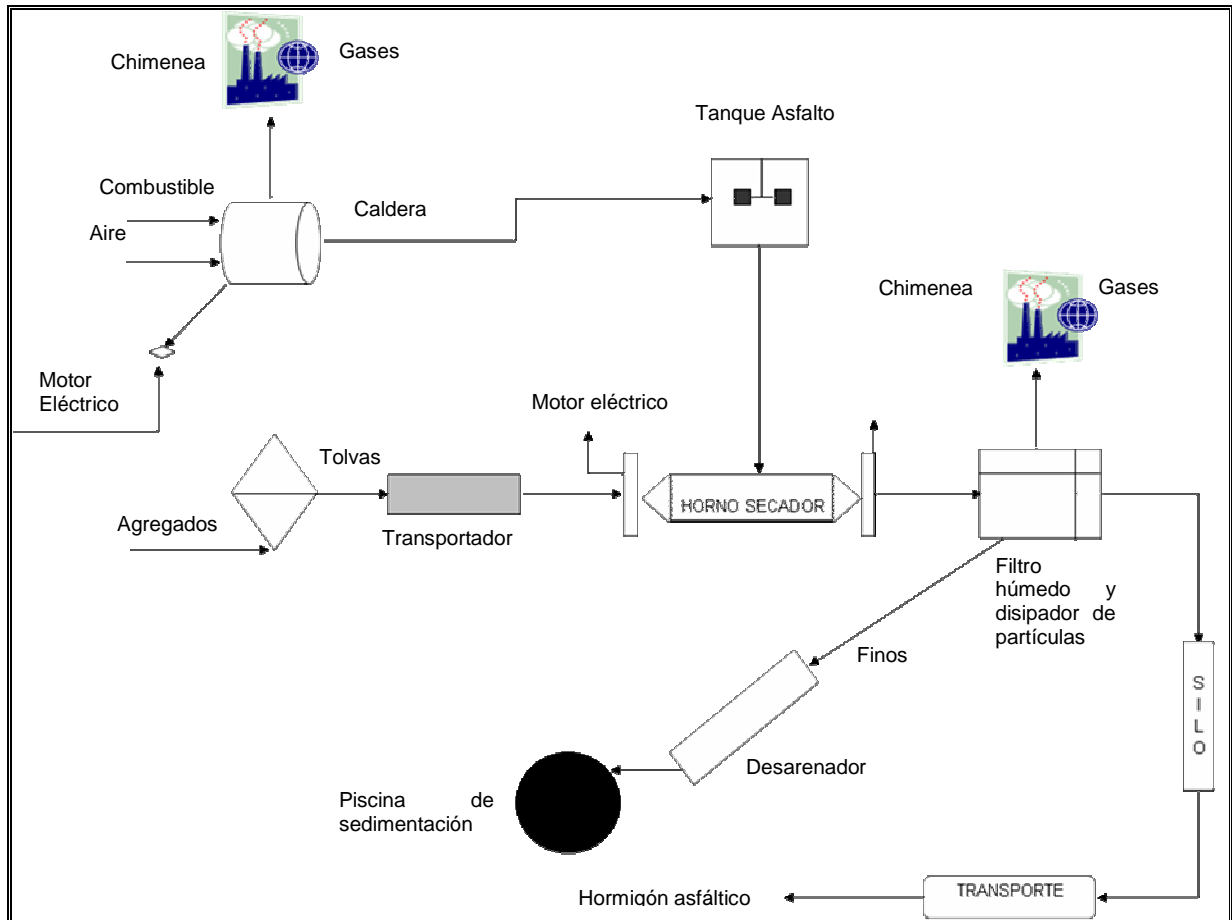 Chimenea
Gases
Tanque Asfalto
Combustible
Caldera
Aire
Chimenea
Gases
Motor
Eléctrico
Motor eléctrico
Tolvas
HORNO SECADOR
Agregados
Transportador
Filtro
húmedo y
disipador de
partículas
Finos
SILO
Desarenador
Piscina de
sedimentación
TRANSPORTE
Hormigón asfáltico